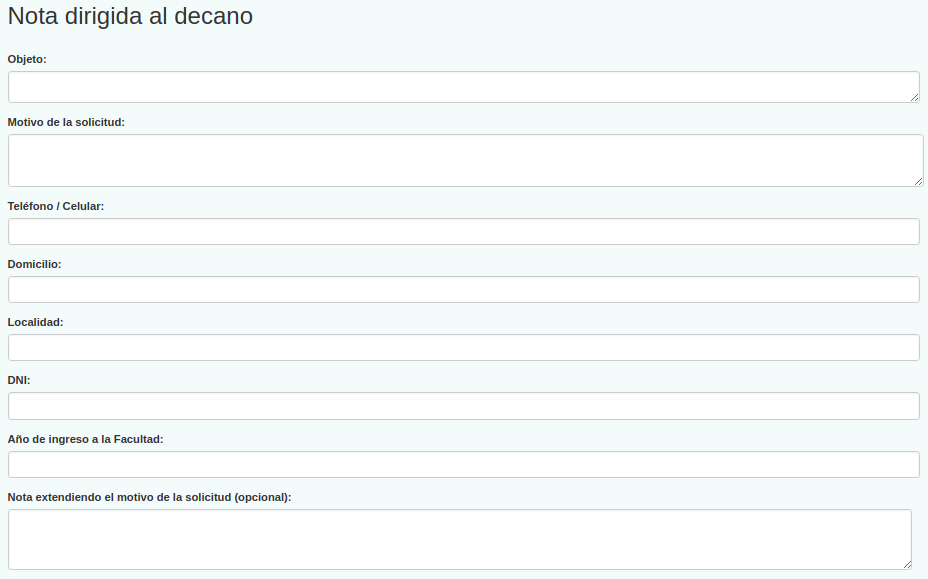 Nota dirigida al decano
Objeto:
Motivo de la solicitud:
Teléfono / Celular:
Domicilio:
Localidad:
DNI:
Año de ingreso a la Facultad:
Nota extendiendo el motivo de la solicitud (opcional):